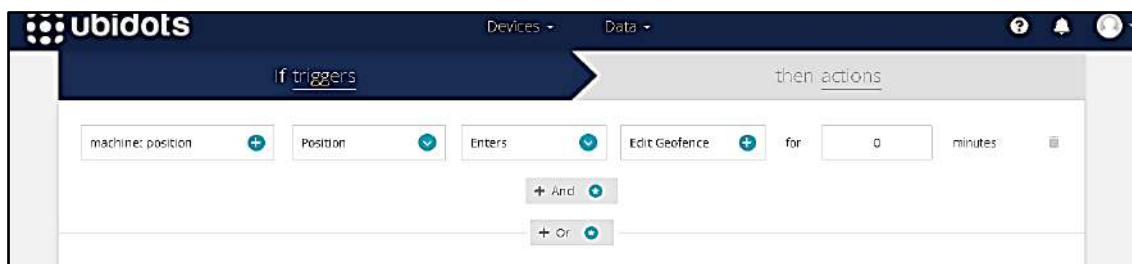 ubidots Devices Data
If triggers then actions
machine: position Position Enters Edit Geofence for 0 minutes
+ And
+ Or